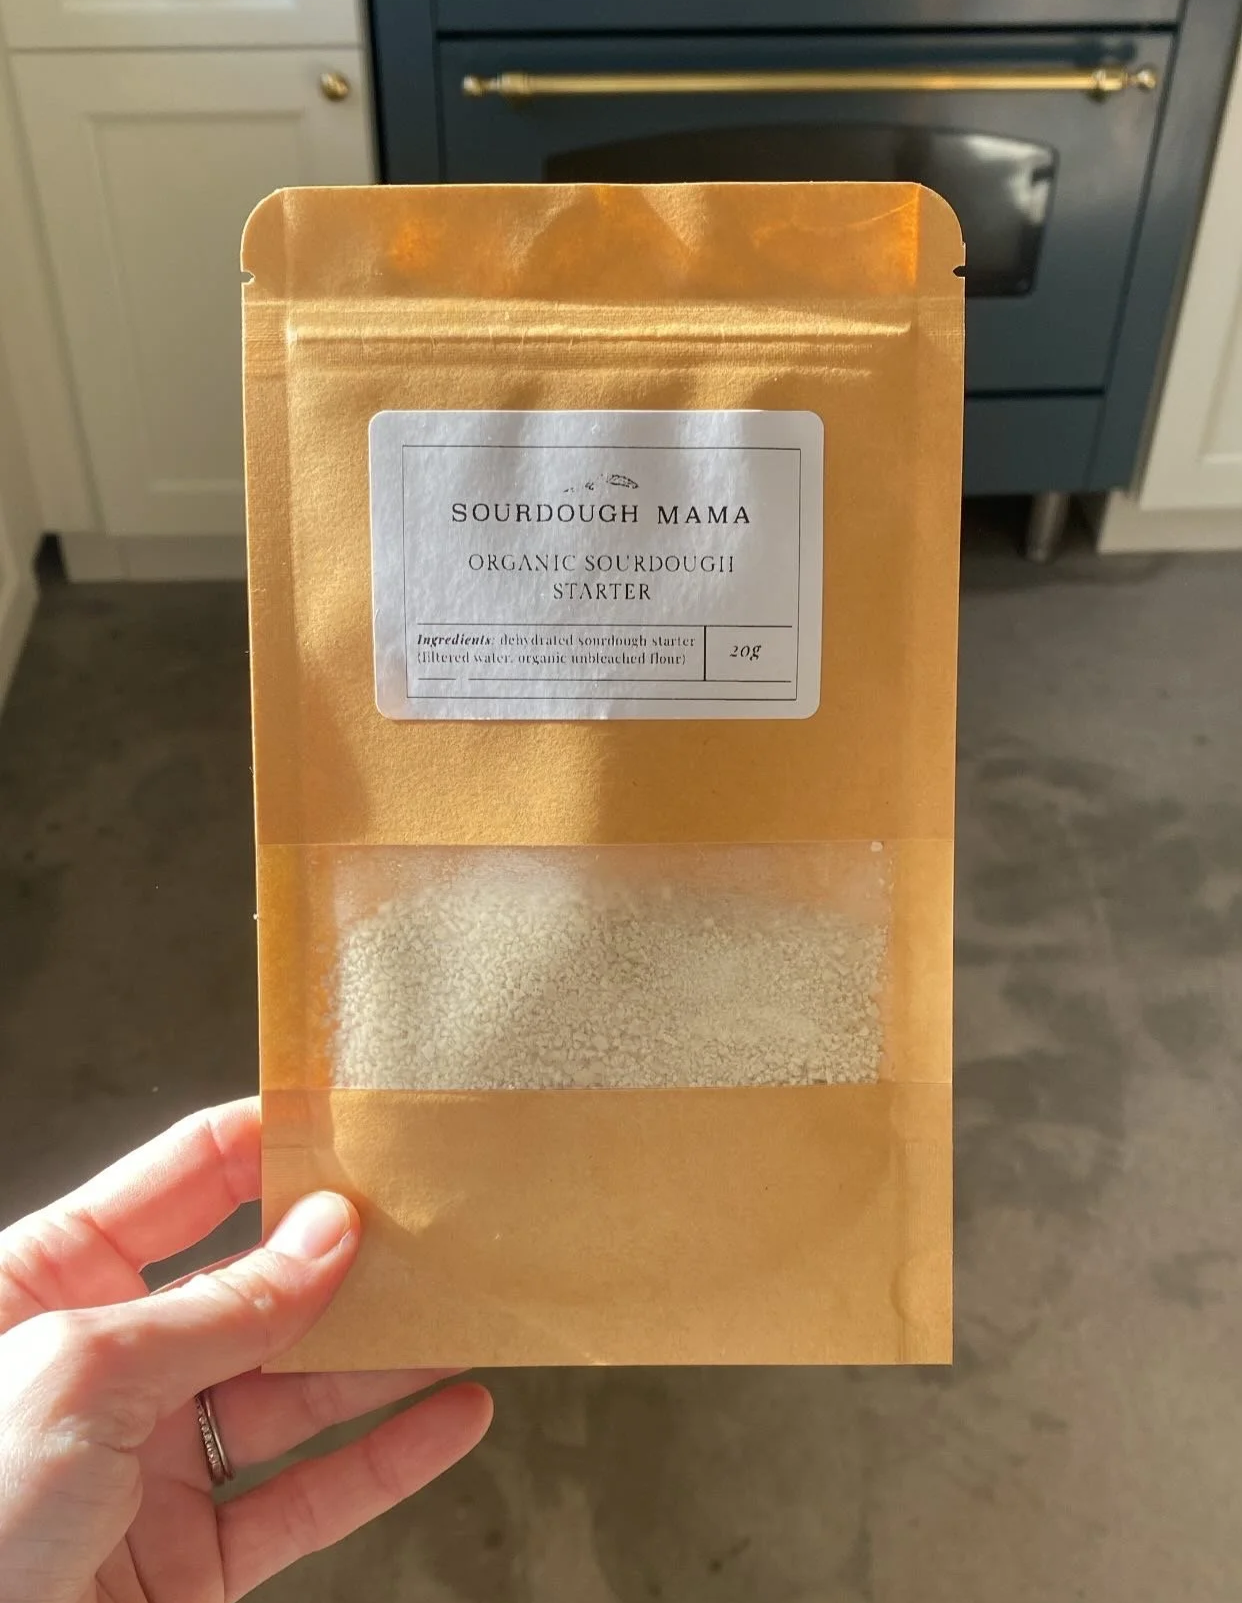 SOURDOUGH MAMA
ORGANIC SOURDOUGH
STARTER
Ingredients: dehydrated sourdough starter
(filtered water, organic unbleached flour)
20g